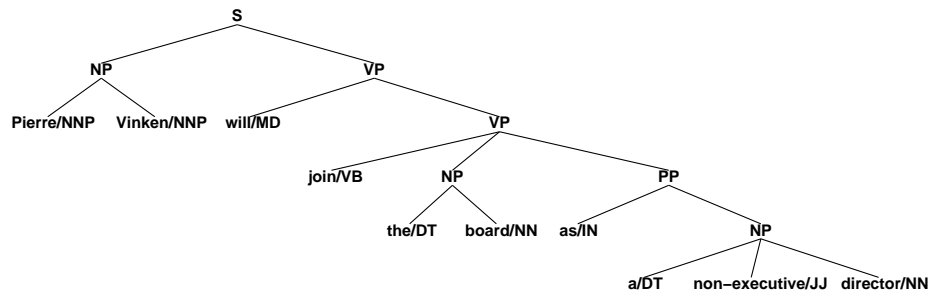 S
NP VP
Pierre/NNP Vinken/NNP will/MD VP
join/VB NP PP
the/DT board/NN as/IN NP
a/DT non−executive/JJ director/NN